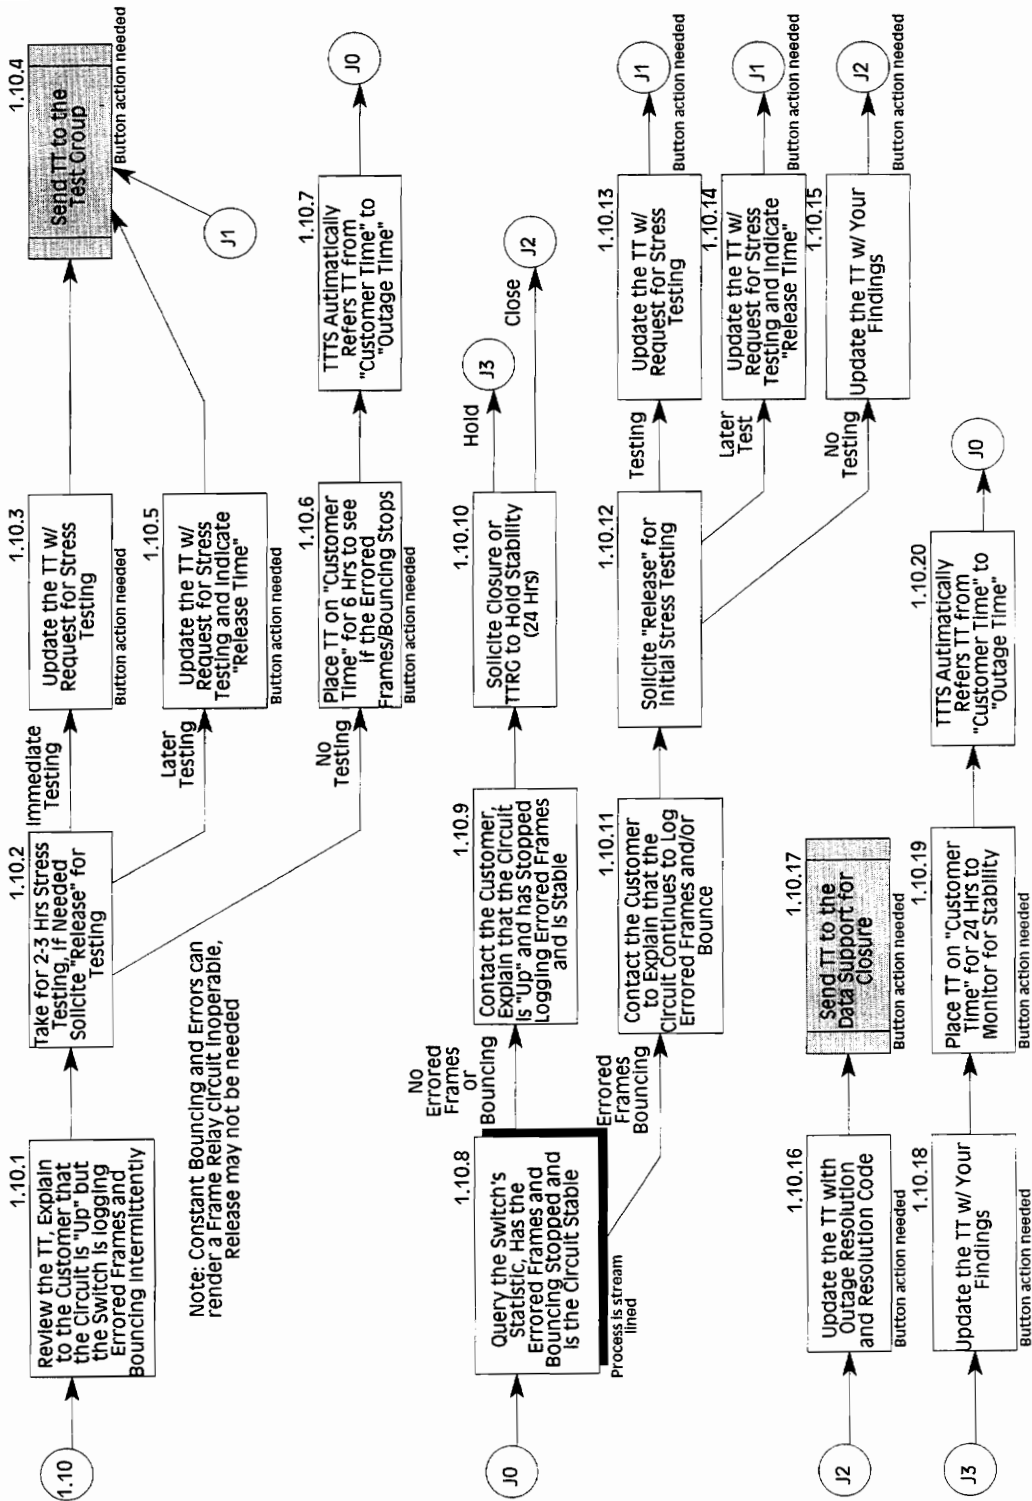 1.10
1.10.1
Review the TT, Explain
to the Customer that
the Circuit is "Up" but
the Switch is logging
Errored Frames and
Bouncing Intermittently
1.10.2
Take for 2-3 Hrs Stress
Testing, If Needed
Solicite "Release" for
Testing
Immediate
Testing
1.10.3
Update the TT w/
Request for Stress
Testing
Button action needed
1.10.4
Send TT to the
Test Group
Button action needed
Later
Testing
1.10.5
Update the TT w/
Request for Stress
Testing and Indicate
"Release Time"
Button action needed
J1
No
Testing
1.10.6
Place TT on "Customer
Time" for 6 Hrs to see
if the Errored
Frames/Bouncing Stops
Button action needed
1.10.7
TTTS Autimatically
Refers TT from
"Customer Time" to
"Outage Time"
J0
Note: Constant Bouncing and Errors can
render a Frame Relay circuit Inoperable,
Release may not be needed
J0
1.10.8
Query the Switch's
Statistic, Has the
Errored Frames and
Bouncing Stopped and
is the Circuit Stable
Process is stream
lined
No
Errored
Frames
or
Bouncing
1.10.9
Contact the Customer,
Explain that the Circuit
is "Up" and has Stopped
Logging Errored Frames
and Is Stable
1.10.10
Sollicite Closure or
TTRG to Hold Stability
(24 Hrs)
Hold
J3
Close
J2
Errored
Frames
Bouncing
1.10.11
Contact the Customer
to Explain that the
Circuit Continues to Log
Errored Frames and/or
Bounce
1.10.12
Solicite "Release" for
Initial Stress Testing
Testing
1.10.13
Update the TT w/
Request for Stress
Testing
J1
Button action needed
Later
Test
1.10.14
Update the TT w/
Request for Stress
Testing and Indicate
"Release Time"
J1
Button action needed
No
Testing
1.10.15
Update the TT w/ Your
Findings
J2
Button action needed
J2
1.10.16
Update the TT with
Outage Resolution
and Resolution Code
Button action needed
1.10.17
Send TT to the
Data Support for
Closure
Button action needed
J3
1.10.18
Update the TT w/ Your
Findings
Button action needed
1.10.19
Place TT on "Customer
Time" for 24 Hrs to
Monitor for Stability
Button action needed
1.10.20
TTTS Autimatically
Refers TT from
"Customer Time" to
"Outage Time"
J0